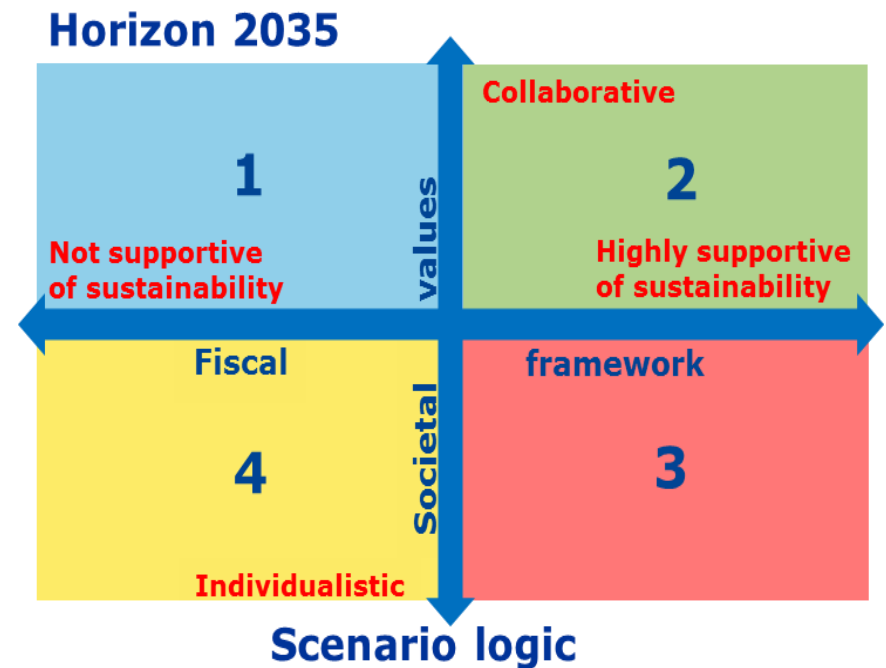 Horizon 2035
Collaborative
1
2
Not supportive
of sustainability
Highly supportive
of sustainability
Societal values
Fiscal framework
4
3
Individualistic
Scenario logic